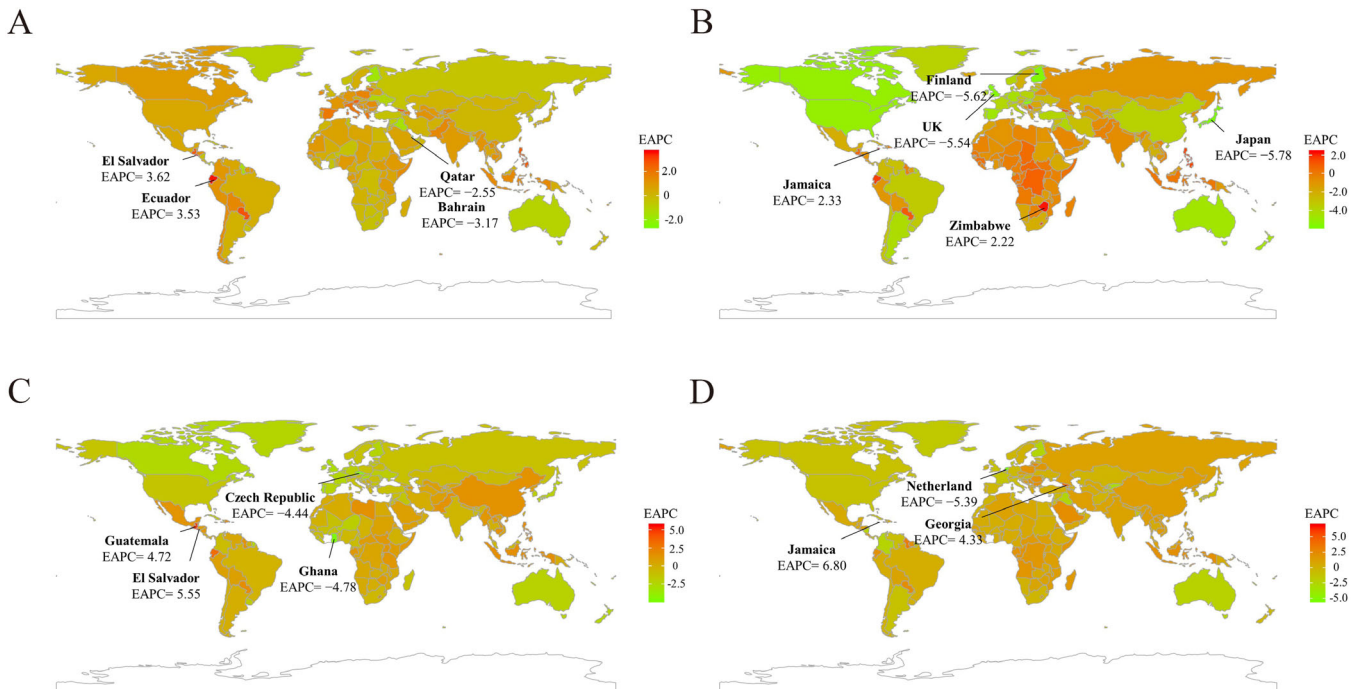 A
El Salvador
EAPC= 3.62
Ecuador
EAPC= 3.53
Qatar
EAPC= −2.55
Bahrain
EAPC= −3.17
EAPC
2.0
0
-2.0
B
Finland
EAPC= −5.62
UK
EAPC= −5.54
Japan
EAPC= −5.78
Jamaica
EAPC= 2.33
Zimbabwe
EAPC= 2.22
EAPC
2.0
0
-2.0
-4.0
C
Czech Republic
EAPC= −4.44
Guatemala
EAPC= 4.72
El Salvador
EAPC= 5.55
Ghana
EAPC= −4.78
EAPC
5.0
2.5
0
-2.5
D
Netherland
EAPC= −5.39
Georgia
EAPC= 4.33
Jamaica
EAPC= 6.80
EAPC
5.0
2.5
0
-2.5
-5.0